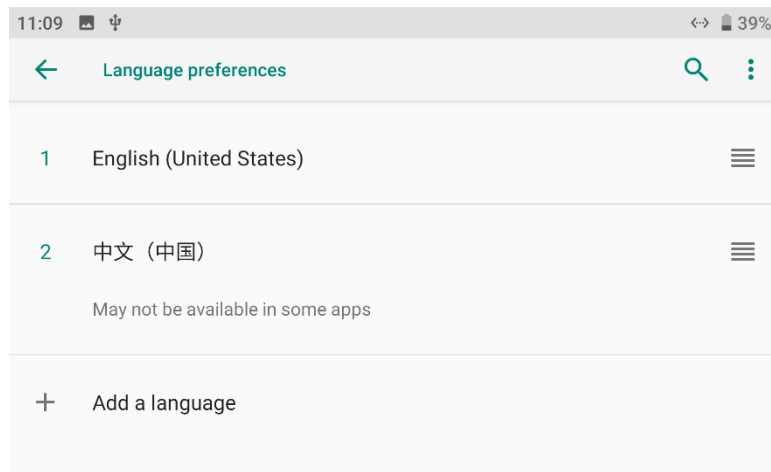 11:09 39%
Language preferences
1 English (United States)
2 中文（中国）
May not be available in some apps
Add a language